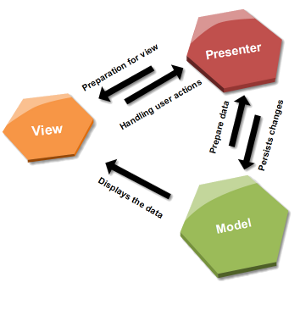 Presenter
Preparation for view
Handling user actions
View
Prepare data
Persists changes
Displays the data
Model